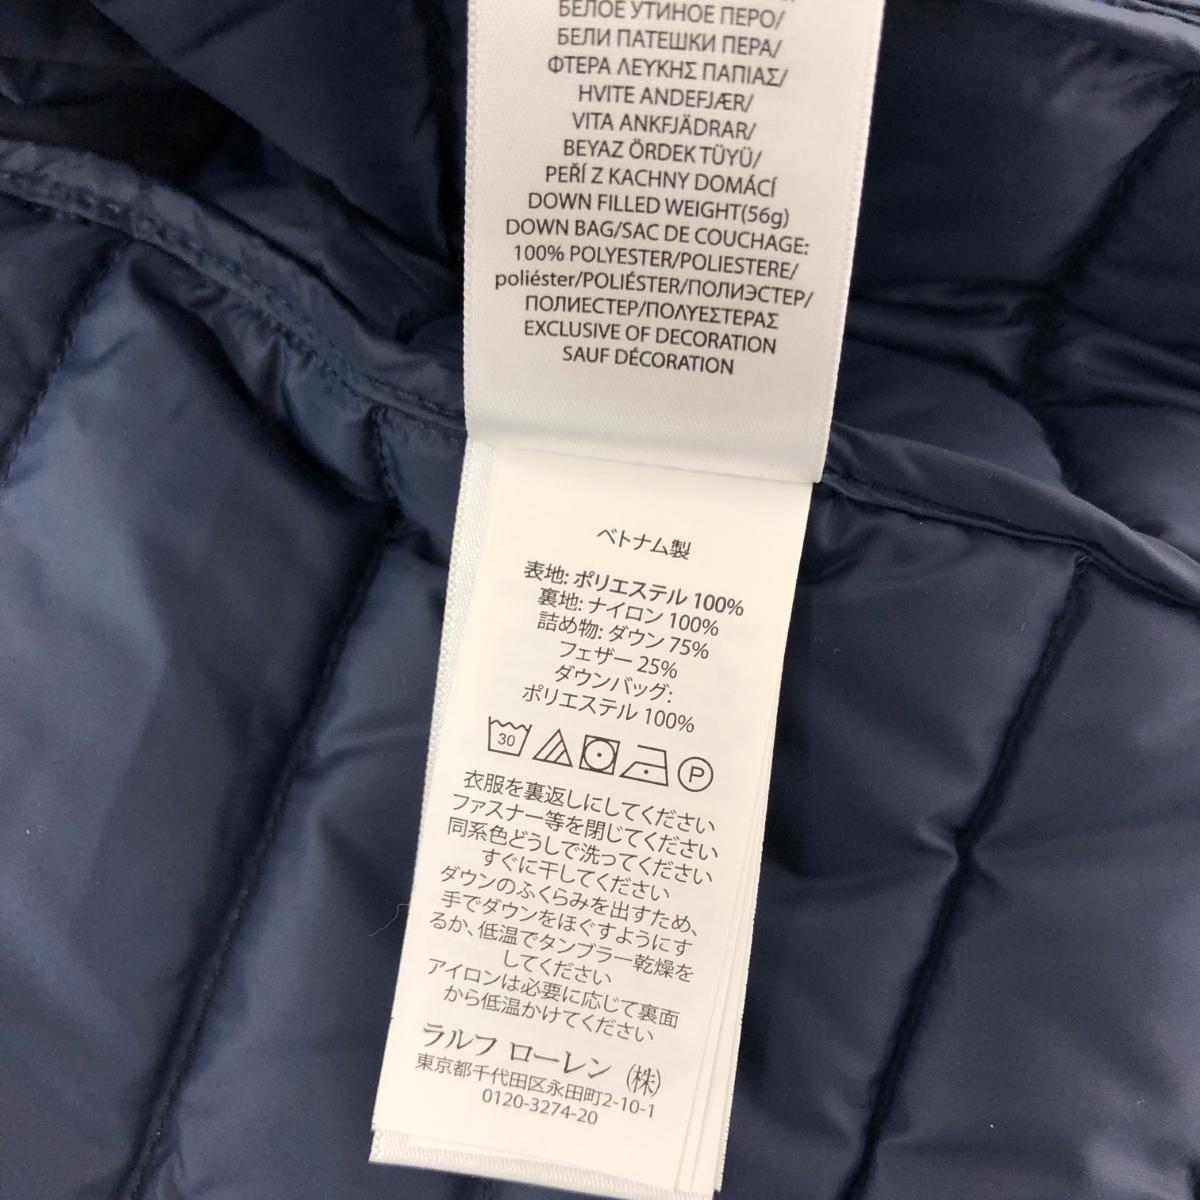 БЕЛОЕ УТИНОЕ ПЕРО/
БЕЛИ ПАТЕШКИ ПЕРА/
ΦΤΕΡΑ ΛΕΥΚΗΣ ΠΑΠΙΑΣ/
HVITE ANDEFJÆR/
VITA ANKFJÄDRAR/
BEYAZ ÖRDEK TÜYÜ/
PEŘÍ Z KACHNY DOMÁCÍ
DOWN FILLED WEIGHT(56g)
DOWN BAG/SAC DE COUCHAGE:
100% POLYESTER/POLIESTERE/
poliéster/POLIÉSTER/ПОЛИЭСТЕР/
ПОЛИЕСТЕР/ΠΟΛΥΕΣΤΕΡΑΣ
EXCLUSIVE OF DECORATION
SAUF DÉCORATION
ベトナム製
表地: ポリエステル 100%
裏地: ナイロン 100%
詰め物: ダウン 75%
フェザー 25%
ダウンバッグ:
ポリエステル 100%
30 P
衣服を裏返しにしてください
ファスナー等を閉じてください
同系色どうしで洗ってください
すぐに干してください
ダウンのふくらみを出すため、
手でダウンをほぐすようにす
るか、低温でタンブラー乾燥を
してください
アイロンは必要に応じて裏面
から低温かけてください
ラルフ ローレン (株)
東京都千代田区永田町2-10-1
0120-3274-20